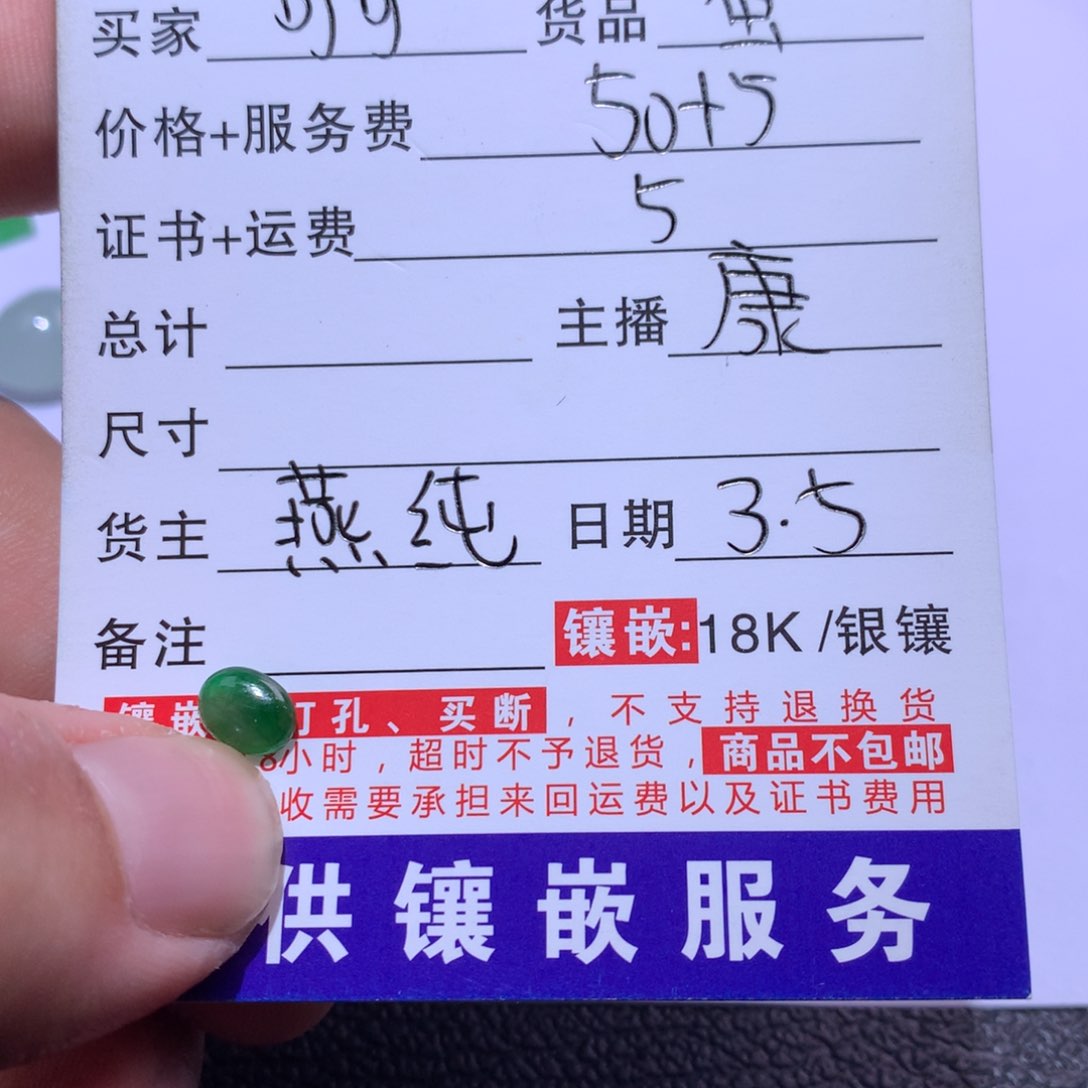 买家 货品
价格+服务费 50+5
证书+运费 5
总计 主播 康
尺寸
货主 燕纯 日期 3.5
备注 镶嵌:18K /银镶
镶嵌 打孔、买断，不支持退换货
8小时，超时不予退货，商品不包邮
收需要承担来回运费以及证书费用
供镶嵌服务